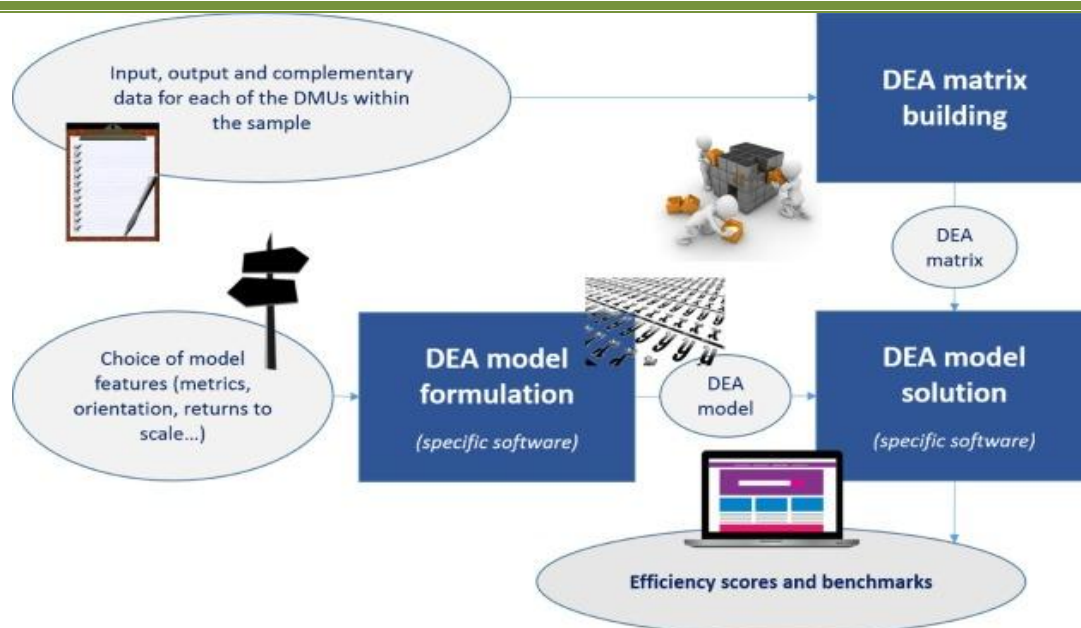 Input, output and complementary
data for each of the DMUs within
the sample
DEA matrix
building
DEA
matrix
Choice of model
features (metrics,
orientation, returns to
scale...)
DEA model
formulation
(specific software)
DEA
model
DEA model
solution
(specific software)
Efficiency scores and benchmarks